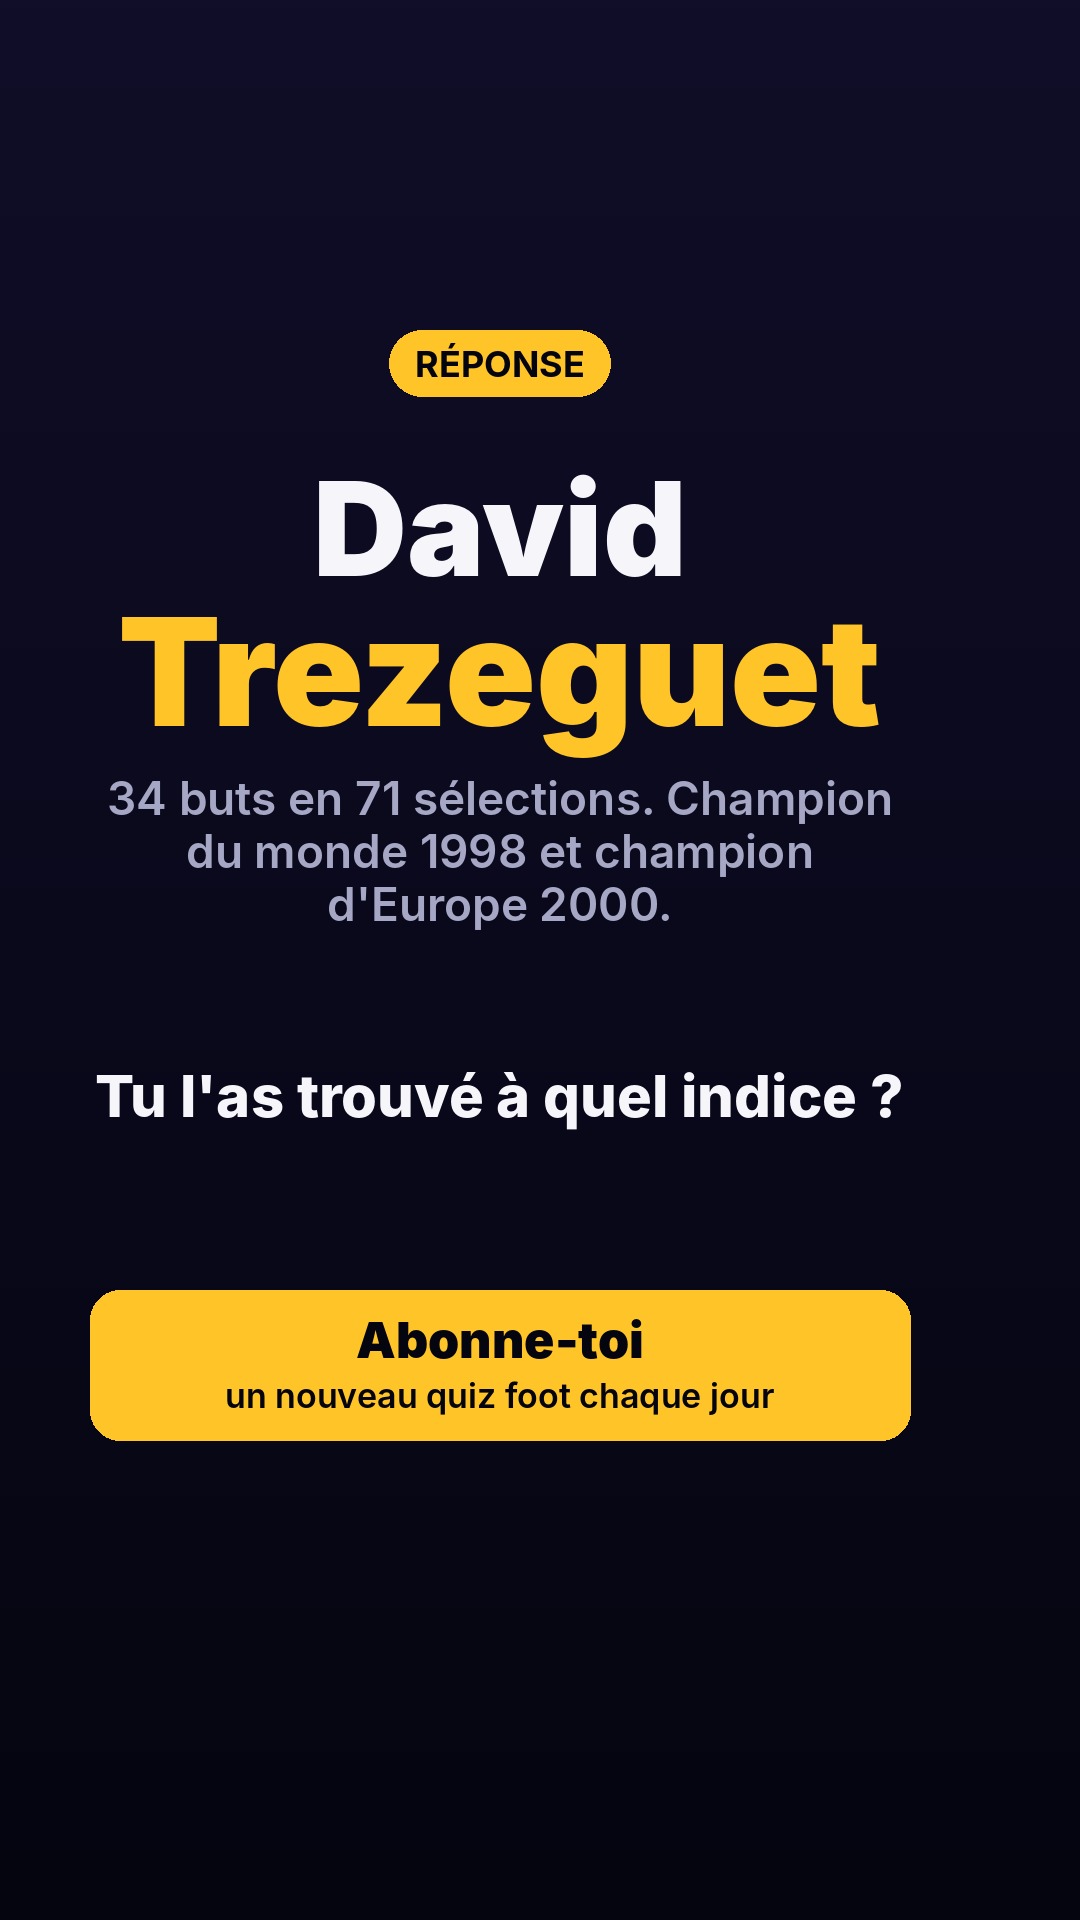 RÉPONSE
David
Trezeguet
34 buts en 71 sélections. Champion
du monde 1998 et champion
d'Europe 2000.
Tu l'as trouvé à quel indice ?
Abonne-toi
un nouveau quiz foot chaque jour